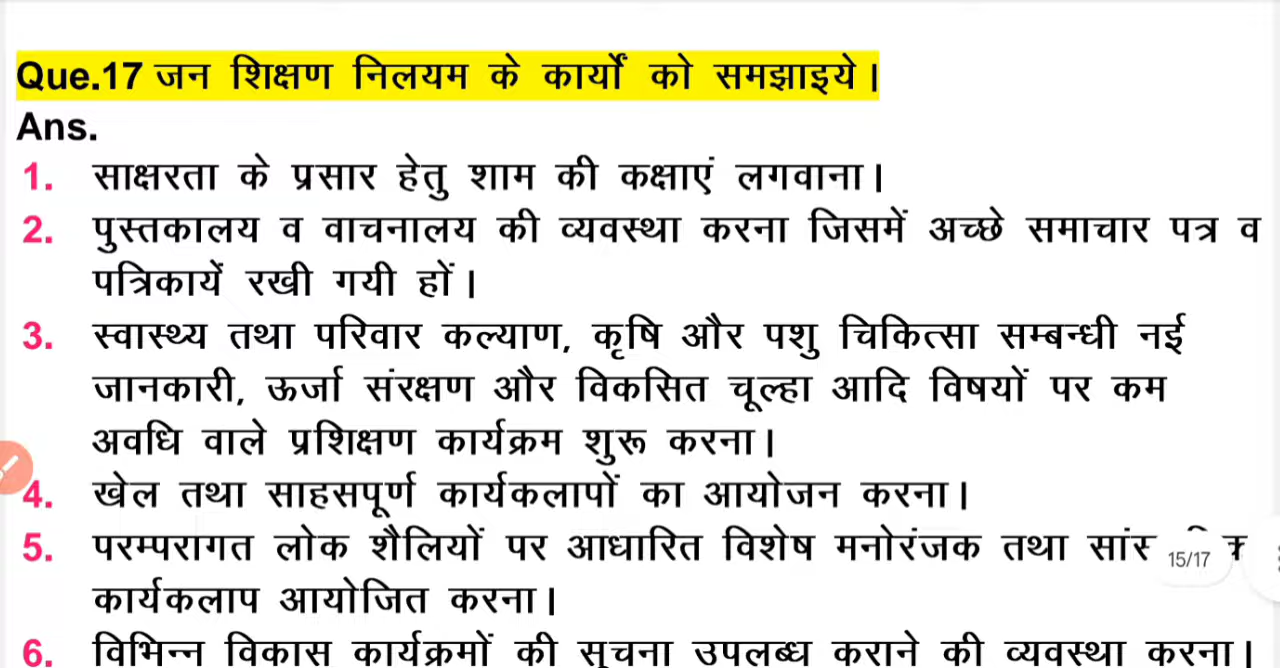 Que.17 जन शिक्षण निलयम के कार्यों को समझाइये।
Ans.
1. साक्षरता के प्रसार हेतु शाम की कक्षाएं लगवाना।
2. पुस्तकालय व वाचनालय की व्यवस्था करना जिसमें अच्छे समाचार पत्र व
पत्रिकायें रखी गयी हों।
3. स्वास्थ्य तथा परिवार कल्याण, कृषि और पशु चिकित्सा सम्बन्धी नई
जानकारी, ऊर्जा संरक्षण और विकसित चूल्हा आदि विषयों पर कम
अवधि वाले प्रशिक्षण कार्यक्रम शुरू करना।
4. खेल तथा साहसपूर्ण कार्यकलापों का आयोजन करना।
5. परम्परागत लोक शैलियों पर आधारित विशेष मनोरंजक तथा
15/17
कार्यकलाप आयोजित करना।
6. विभिन्न विकास कार्यक्रमों की सूचना उपलब्ध कराने की व्यवस्था करना।